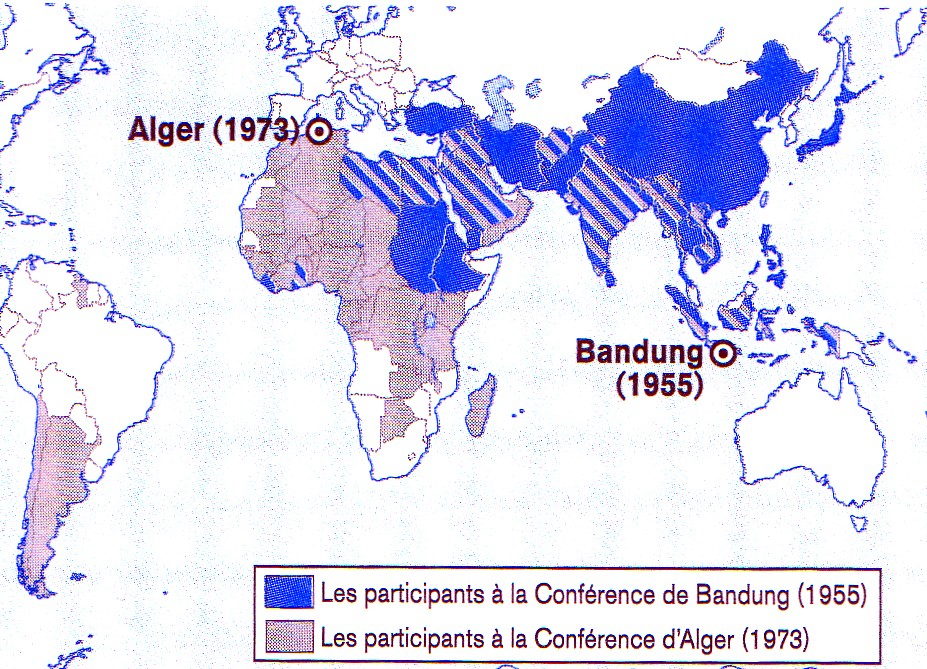 Alger (1973)
Bandung
(1955)
Les participants à la Conférence de Bandung (1955)
Les participants à la Conférence d'Alger (1973)